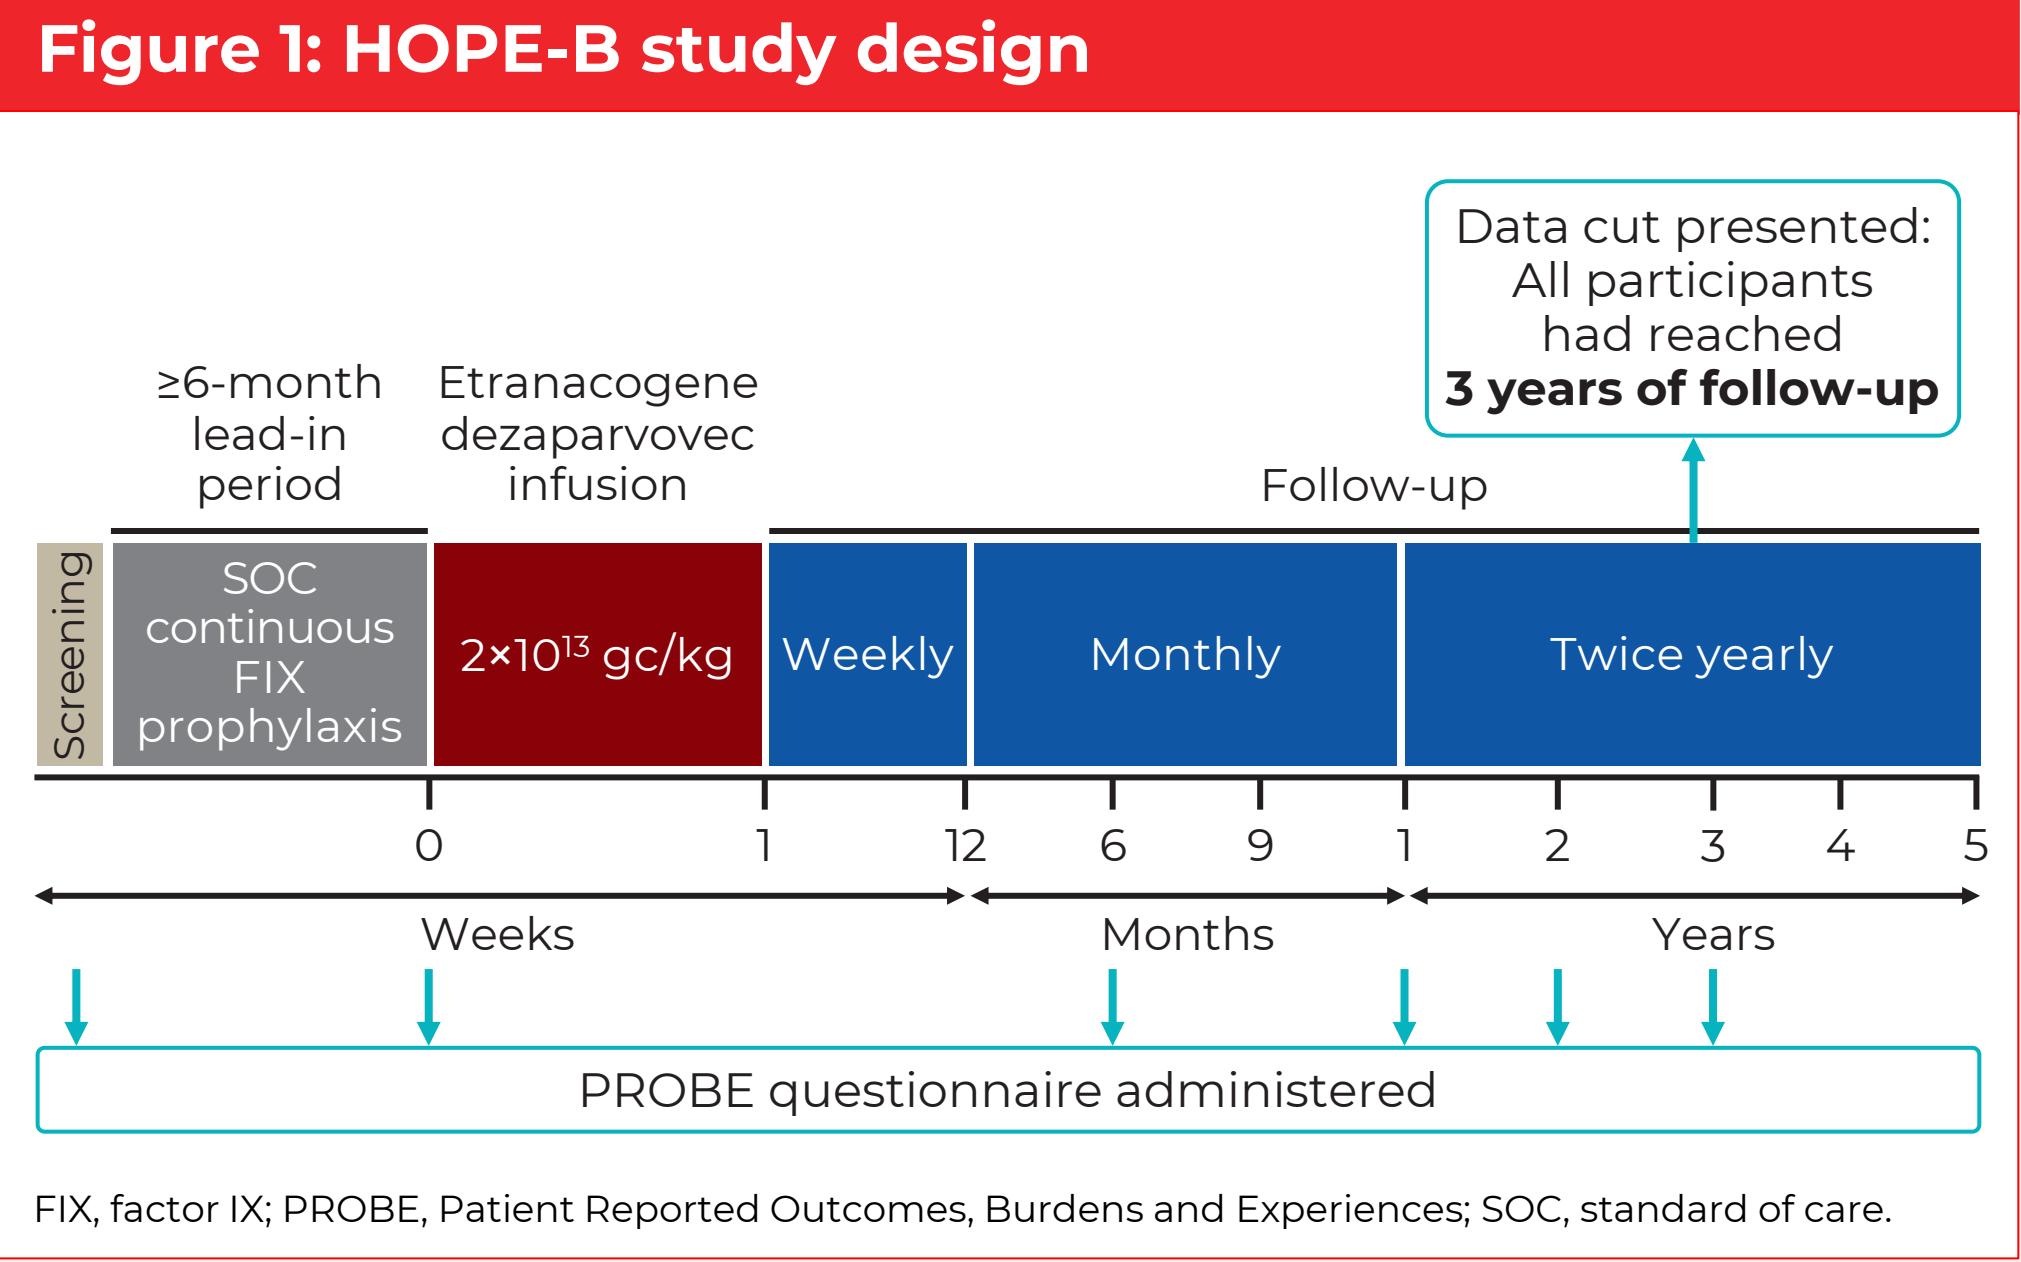 Figure 1: HOPE-B study design
Data cut presented:
All participants
had reached
3 years of follow-up
≥6-month
lead-in
period
Etranacogene
dezaparvovec
infusion
Follow-up
Screening
SOC
continuous
FIX
prophylaxis
2×10¹³ gc/kg
Weekly
Monthly
Twice yearly
0 1 12 6 9 1 2 3 4 5
Weeks Months Years
PROBE questionnaire administered
FIX, factor IX; PROBE, Patient Reported Outcomes, Burdens and Experiences; SOC, standard of care.